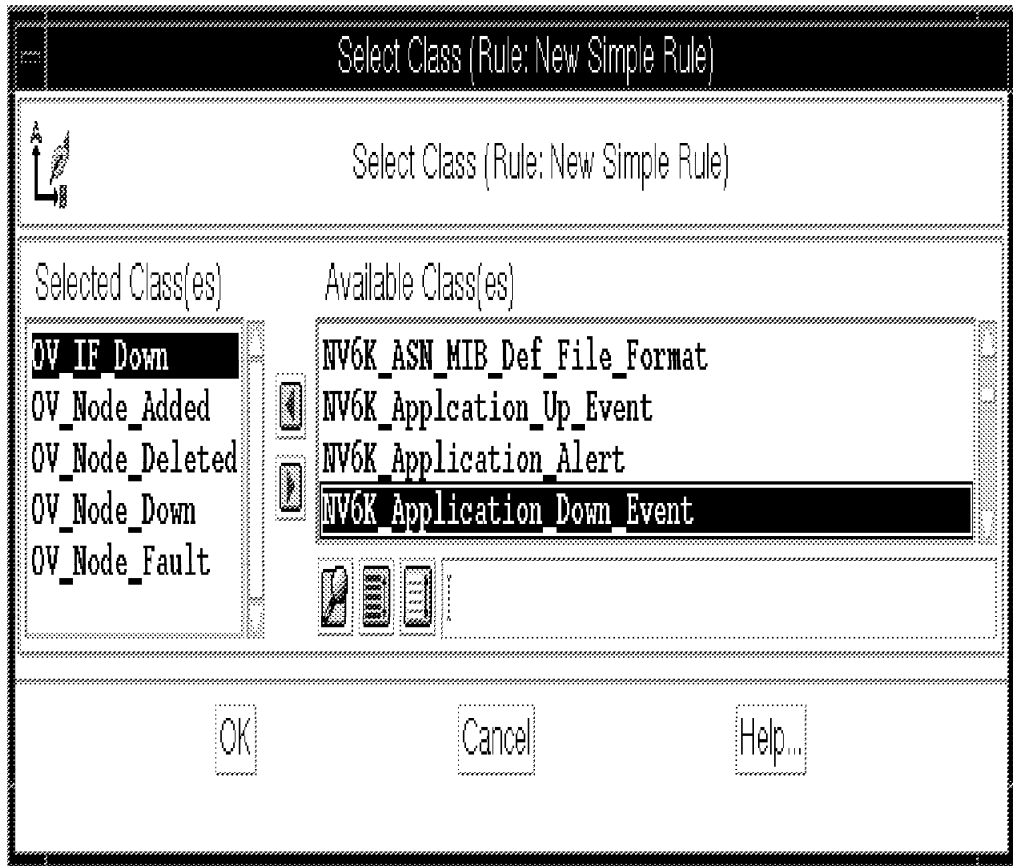 Select Class (Rule: New Simple Rule)
A
B
Select Class (Rule: New Simple Rule)
Selected Class(es)
OV_IF_Down
OV_Node_Added
OV_Node_Deleted
OV_Node_Down
OV_Node_Fault
Available Class(es)
NV6K_ASN_MIB_Def_File_Format
NV6K_Applcation_Up_Event
NV6K_Application_Alert
NV6K_Application_Down_Event
OK
Cancel
Help...